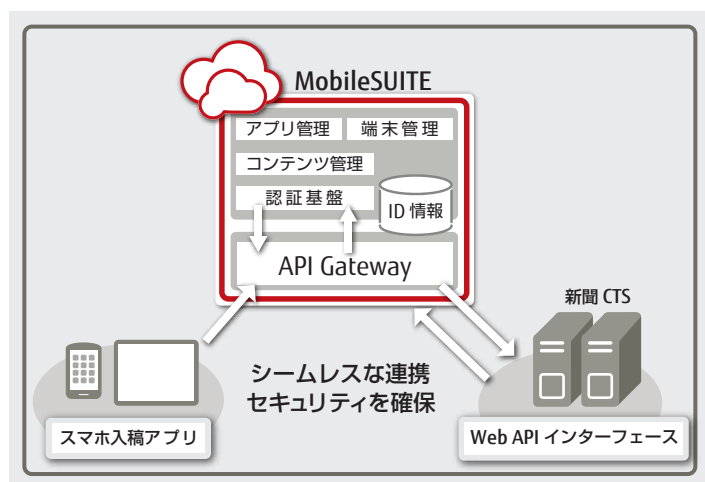 MobileSUITE
アプリ管理
端末管理
コンテンツ管理
認証基盤
ID 情報
API Gateway
新聞 CTS
シームレスな連携
セキュリティを確保
スマホ入稿アプリ
Web API インターフェース